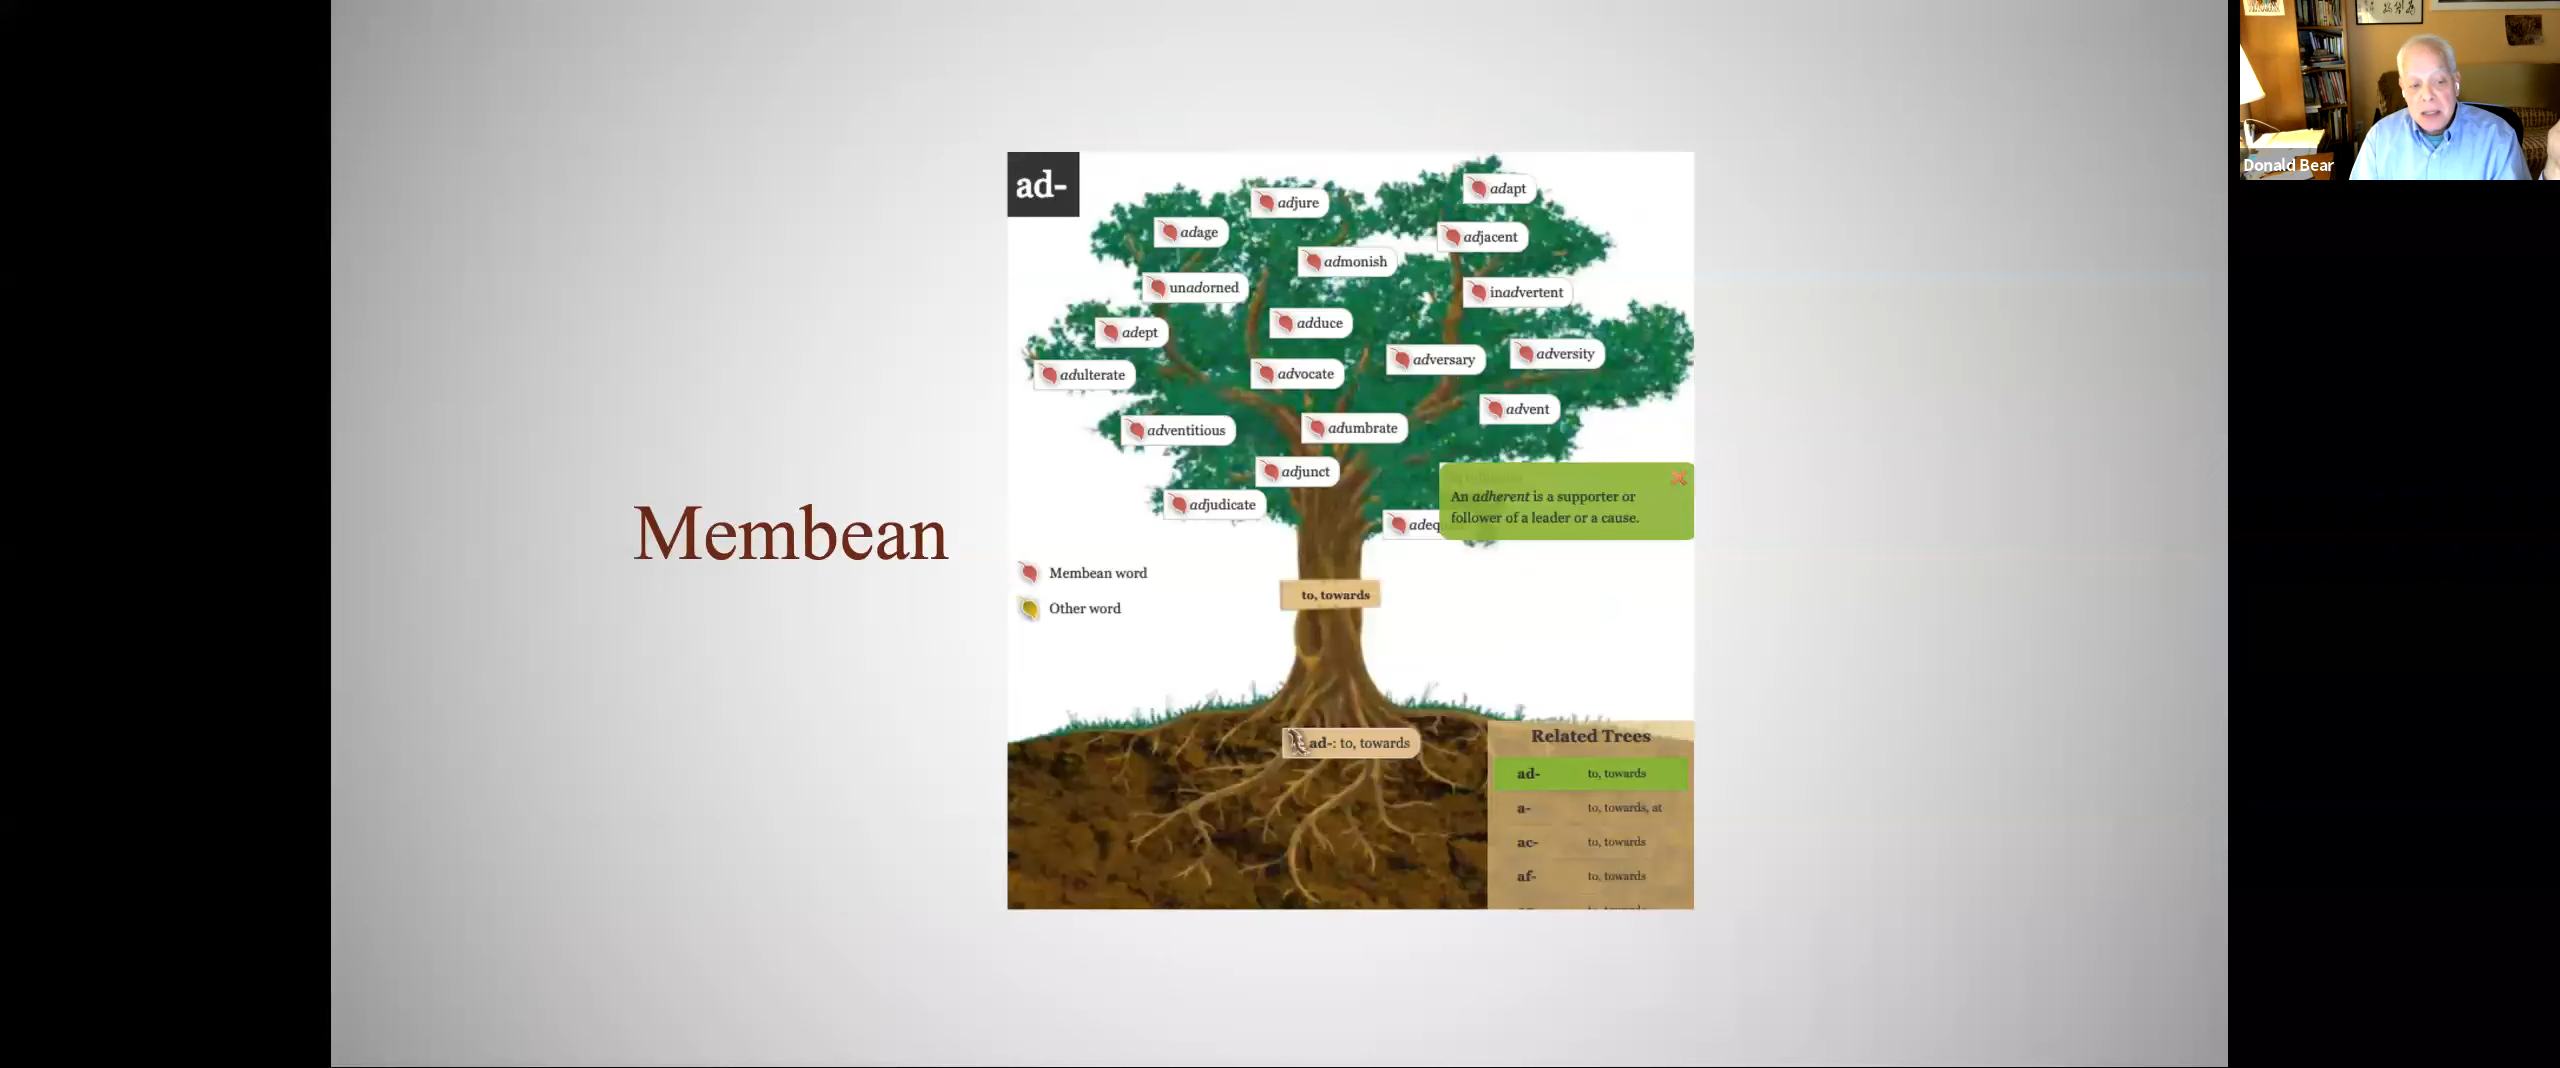 Membean
ad-
adjure
adapt
adage
adjacent
admonish
unadorned
inadvertent
adduce
adept
adversary
adversity
adulterate
advocate
advent
adventitious
adumbrate
adjunct
adjudicate
An adherent is a supporter or
follower of a leader or a cause.
Membean word
Other word
to, towards
ad-: to, towards
Related Trees
ad- to, towards
a- to, towards, at
ac- to, towards
af- to, towards
Donald Bear